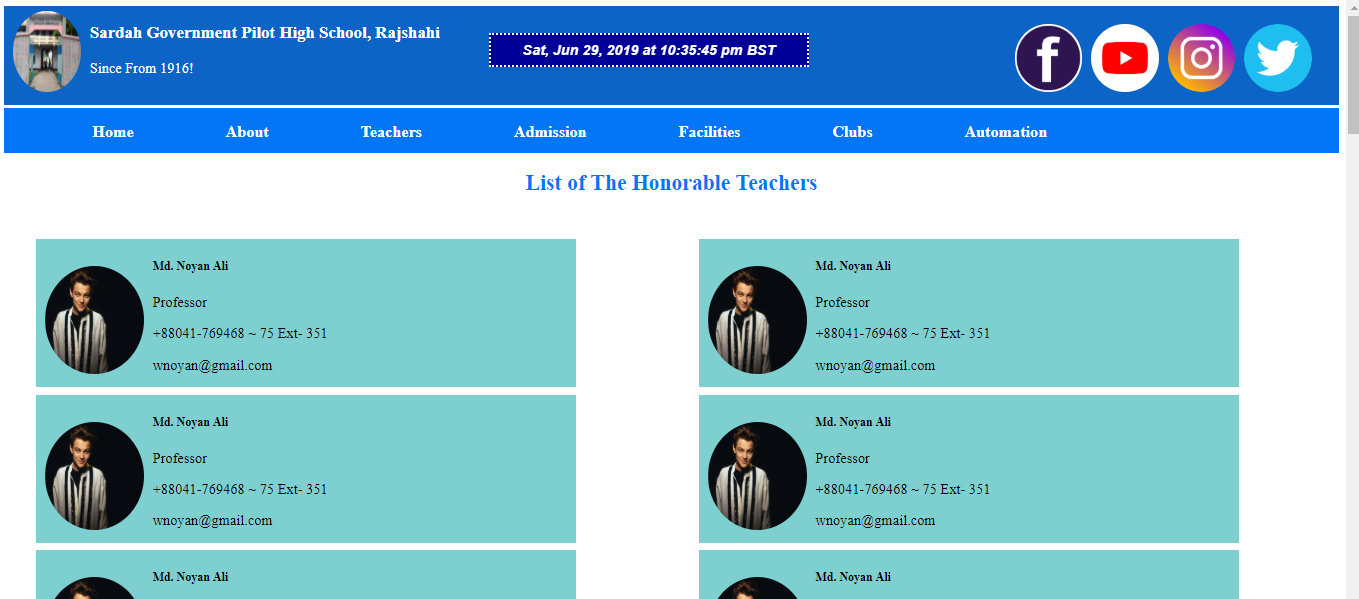 Sardah Government Pilot High School, Rajshahi
Since From 1916!
Sat, Jun 29, 2019 at 10:35:45 pm BST
Home About Teachers Admission Facilities Clubs Automation
List of The Honorable Teachers
Md. Noyan Ali
Professor
+88041-769468 ~ 75 Ext- 351
wnoyan@gmail.com
Md. Noyan Ali
Professor
+88041-769468 ~ 75 Ext- 351
wnoyan@gmail.com
Md. Noyan Ali
Professor
+88041-769468 ~ 75 Ext- 351
wnoyan@gmail.com
Md. Noyan Ali
Professor
+88041-769468 ~ 75 Ext- 351
wnoyan@gmail.com
Md. Noyan Ali
Md. Noyan Ali